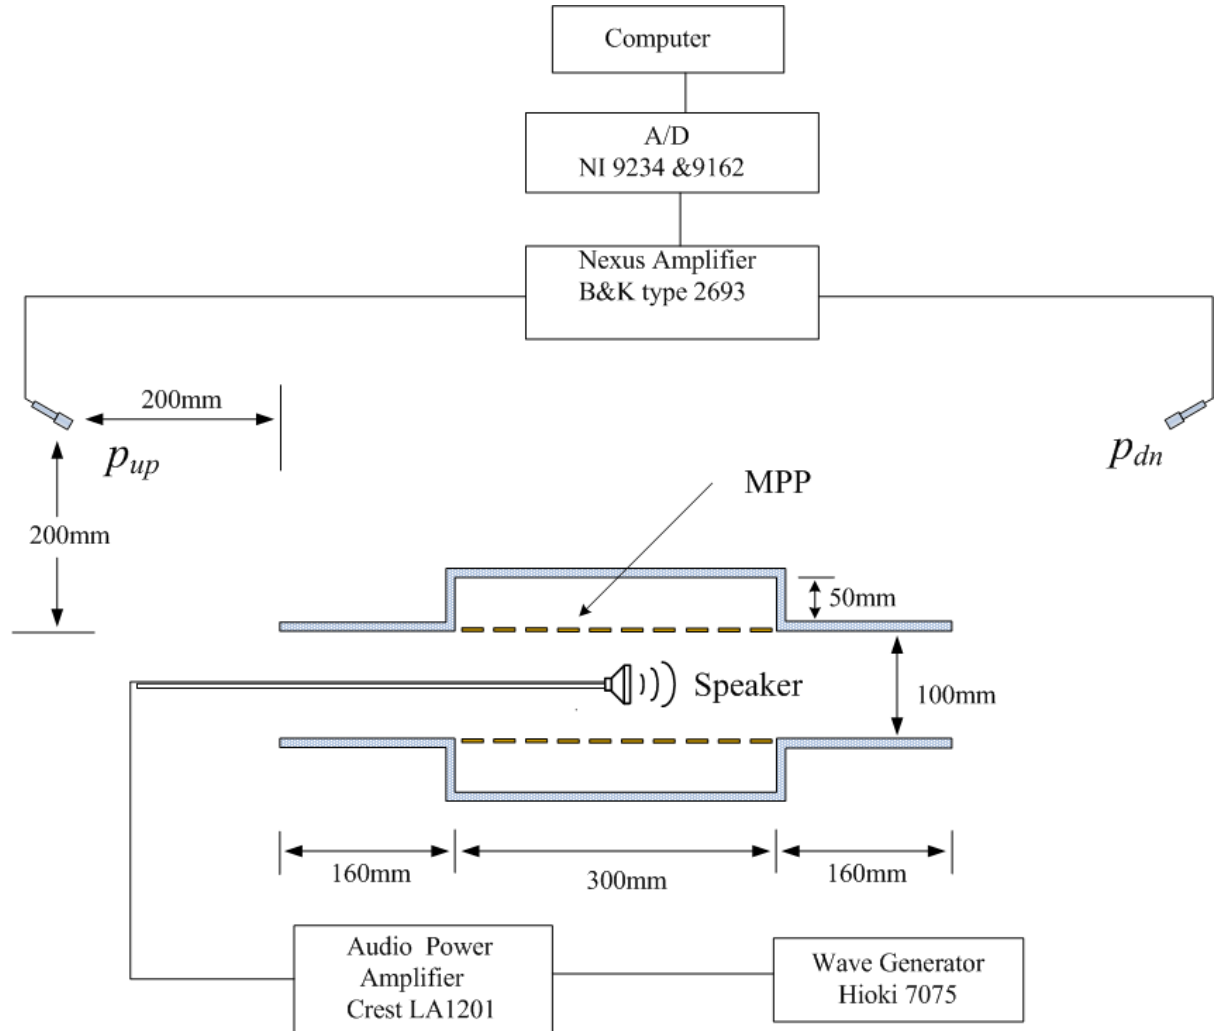 Computer
A/D
NI 9234 &9162
Nexus Amplifier
B&K type 2693
200mm
p_up
p_dn
MPP
200mm
50mm
Speaker
100mm
160mm
300mm
160mm
Audio Power
Amplifier
Crest LA1201
Wave Generator
Hioki 7075